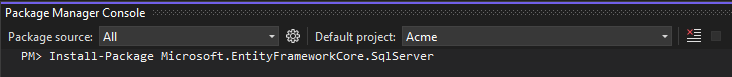 Package Manager Console
Package source: All Default project: Acme
PM> Install-Package Microsoft.EntityFrameworkCore.SqlServer